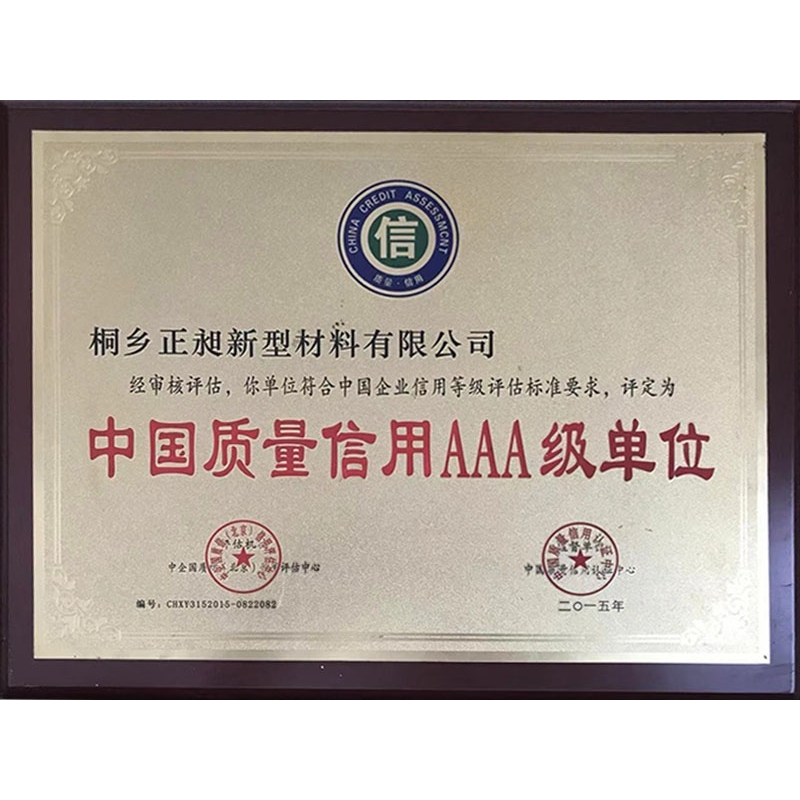 CHINA CREDIT ASSESSMCNT
信
质量·信用
桐乡正昶新型材料有限公司
经审核评估，你单位符合中国企业信用等级评估标准要求，评定为
中国质量信用AAA级单位
编号：CHXY3152015-0822082
二〇一五年